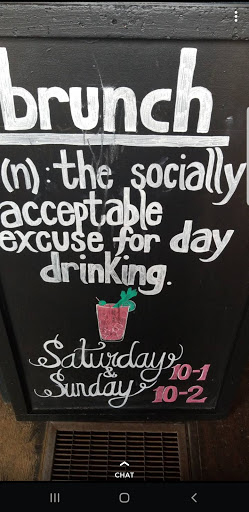 brunch
(n): the socially
acceptable
excuse for day
drinking.
Saturday 10-1
&
Sunday 10-2
CHAT